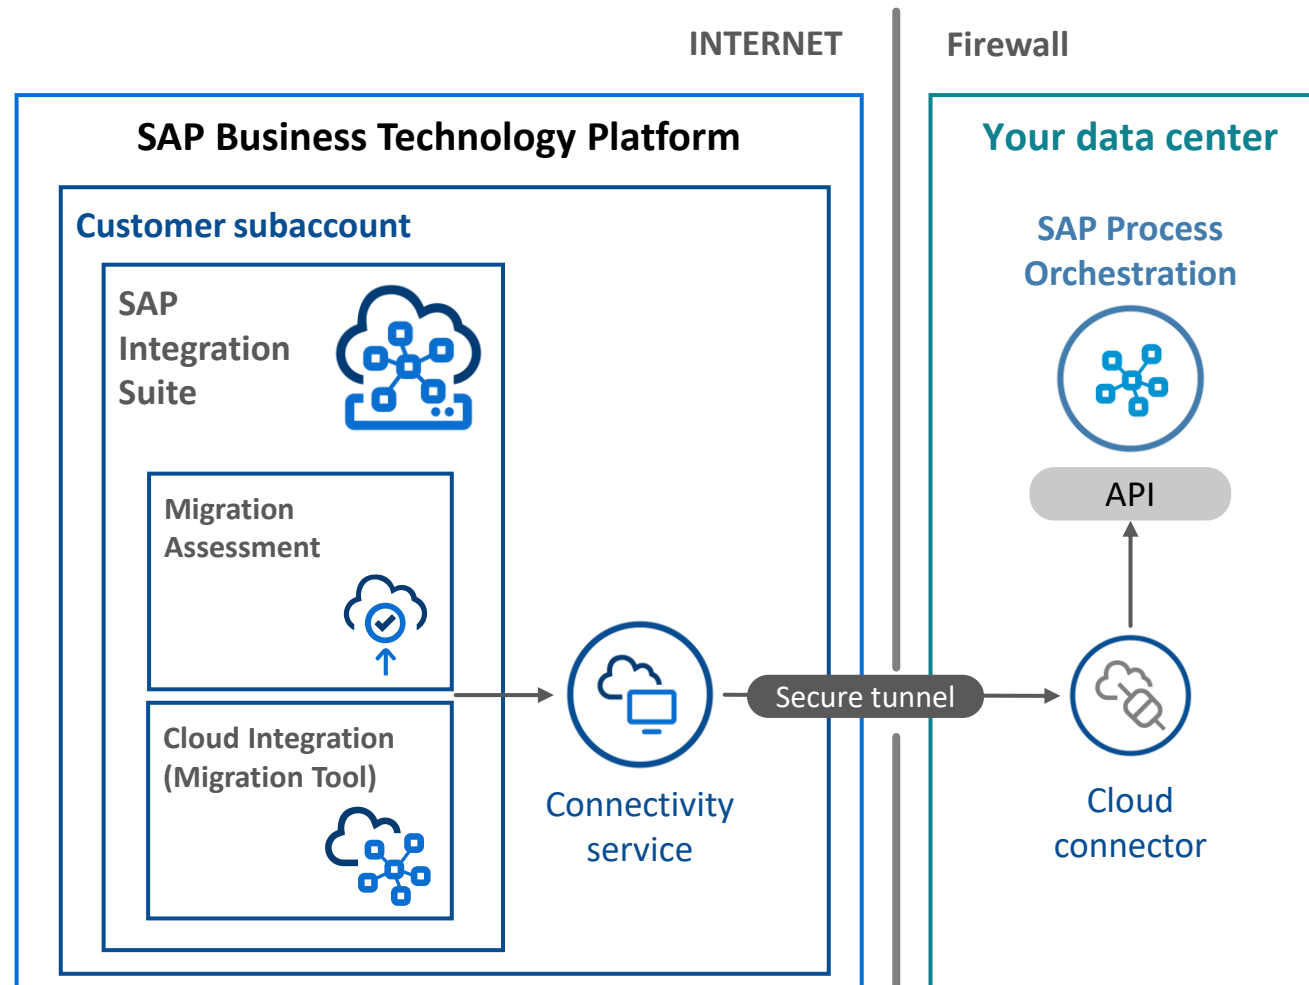 INTERNET
Firewall
SAP Business Technology Platform
Your data center
Customer subaccount
SAP
Integration
Suite
SAP Process
Orchestration
API
Migration
Assessment
Cloud Integration
(Migration Tool)
Connectivity
service
Secure tunnel
Cloud
connector